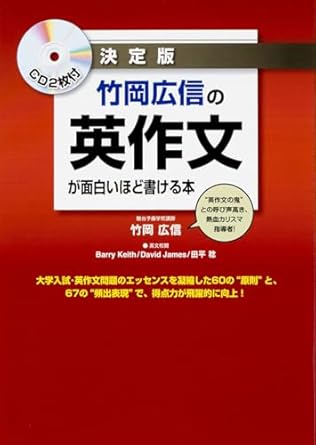 CD2枚付
決定版
竹岡広信の
英作文
が面白いほど書ける本
"英作文の鬼"
との呼び声高き、
熱血カリスマ
指導者!
駿台予備学校講師
竹岡 広信
●英文校閲
Barry Keith/David James/田平 稔
大学入試・英作文問題のエッセンスを凝縮した60の"原則"と、
67の"頻出表現"で、得点力が飛躍的に向上!